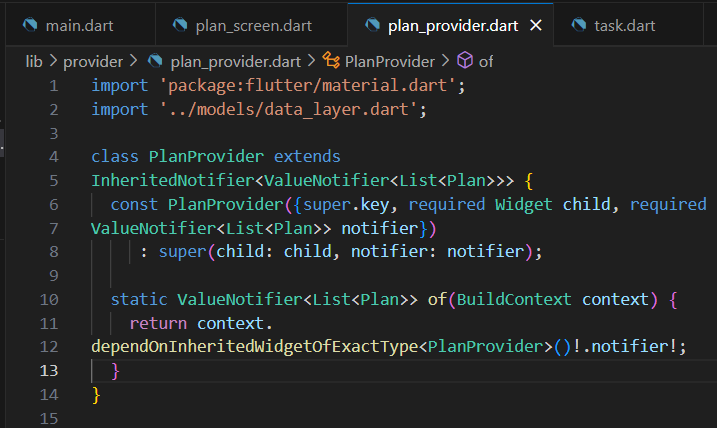 main.dart plan_screen.dart plan_provider.dart task.dart
lib > provider > plan_provider.dart > PlanProvider > of
1 import 'package:flutter/material.dart';
2 import '../models/data_layer.dart';
3
4 class PlanProvider extends
5 InheritedNotifier<ValueNotifier<List<Plan>>> {
6   const PlanProvider({super.key, required Widget child, required
7 ValueNotifier<List<Plan>> notifier})
8      : super(child: child, notifier: notifier);
9
10   static ValueNotifier<List<Plan>> of(BuildContext context) {
11     return context.
12 dependOnInheritedWidgetOfExactType<PlanProvider>()!.notifier!;
13   }
14 }
15